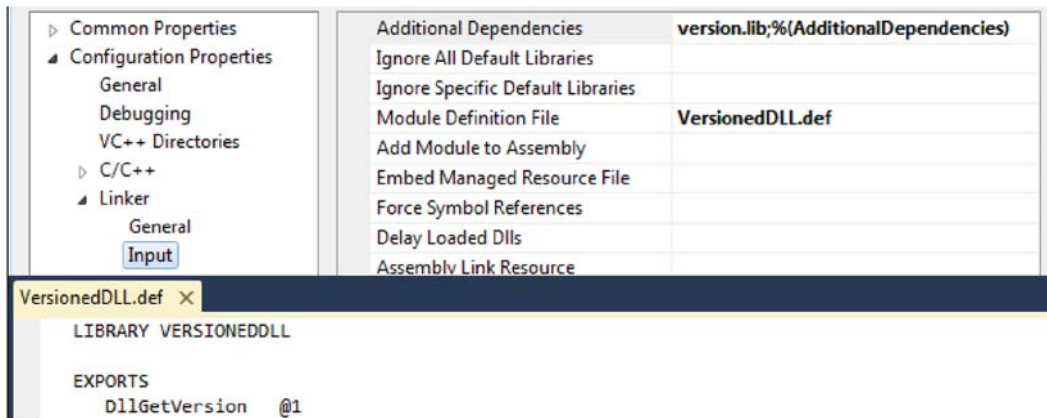 Common Properties
Configuration Properties
General
Debugging
VC++ Directories
C/C++
Linker
General
Input
Additional Dependencies version.lib;%(AdditionalDependencies)
Ignore All Default Libraries
Ignore Specific Default Libraries
Module Definition File VersionedDLL.def
Add Module to Assembly
Embed Managed Resource File
Force Symbol References
Delay Loaded Dlls
Assembly Link Resource
VersionedDLL.def
LIBRARY VERSIONEDDLL
EXPORTS
DllGetVersion @1